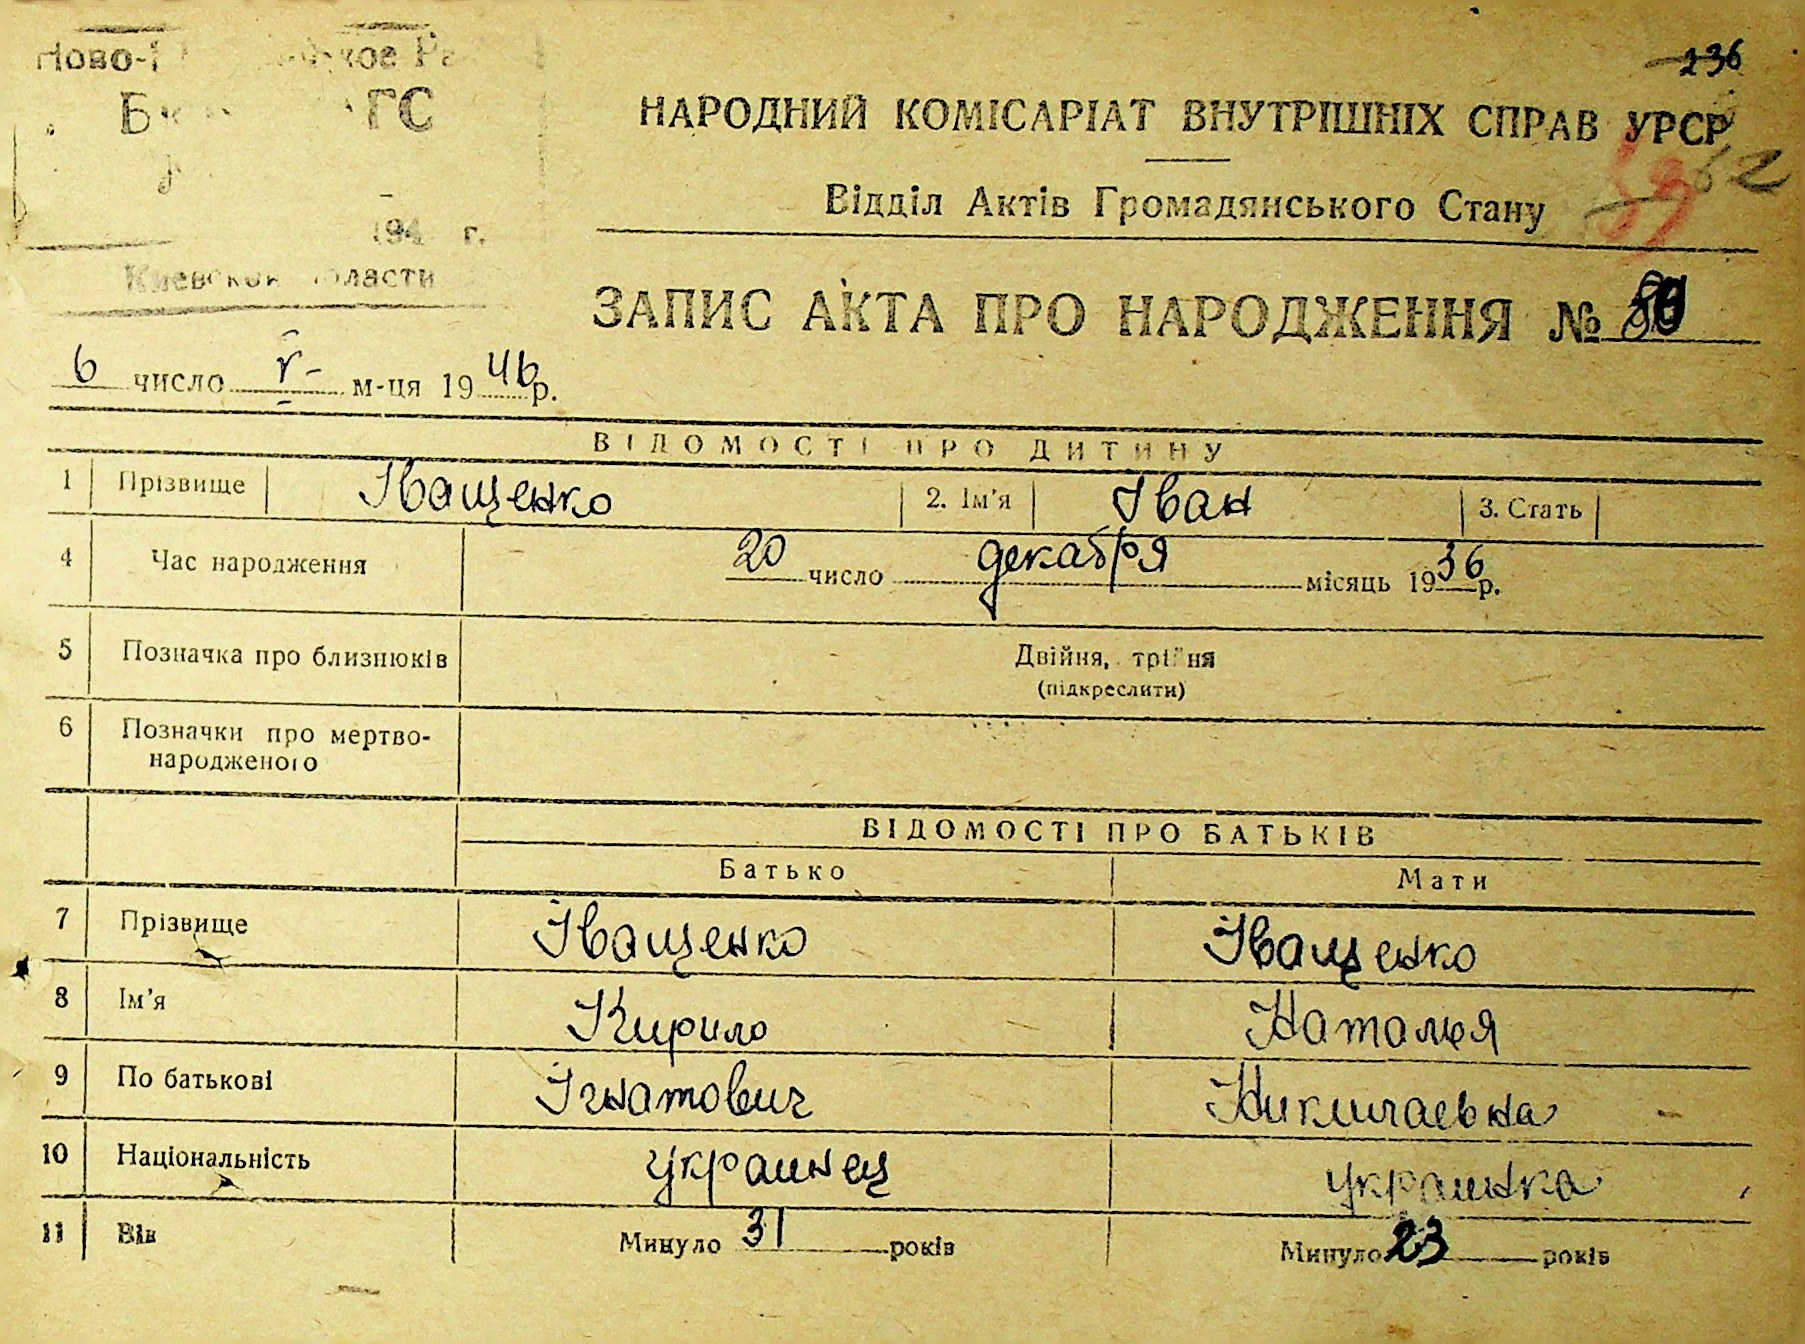 236
НАРОДНИЙ КОМІСАРІАТ ВНУТРІШНІХ СПРАВ УРСР
62
Відділ Актів Громадянського Стану
194 г.
Киевской области
ЗАПИС АКТА ПРО НАРОДЖЕННЯ №
6 число V- м-ця 1946 р.
ВІДОМОСТІ ПРО ДИТИНУ
1 Прізвище Іващенко 2. Ім'я Іван 3. Стать
4 Час народження 20 число декабря місяць 1936 р.
5 Позначка про близнюків Двійня, трійня
(підкреслити)
6 Позначки про мертво-
народженого
ВІДОМОСТІ ПРО БАТЬКІВ
Батько Мати
7 Прізвище Іващенко Іващенко
8 Ім'я Кирило Наталья
9 По батькові Ігнатович
10 Національність украинец украинка
11 Вік Минуло 31 років Минуло 23 років